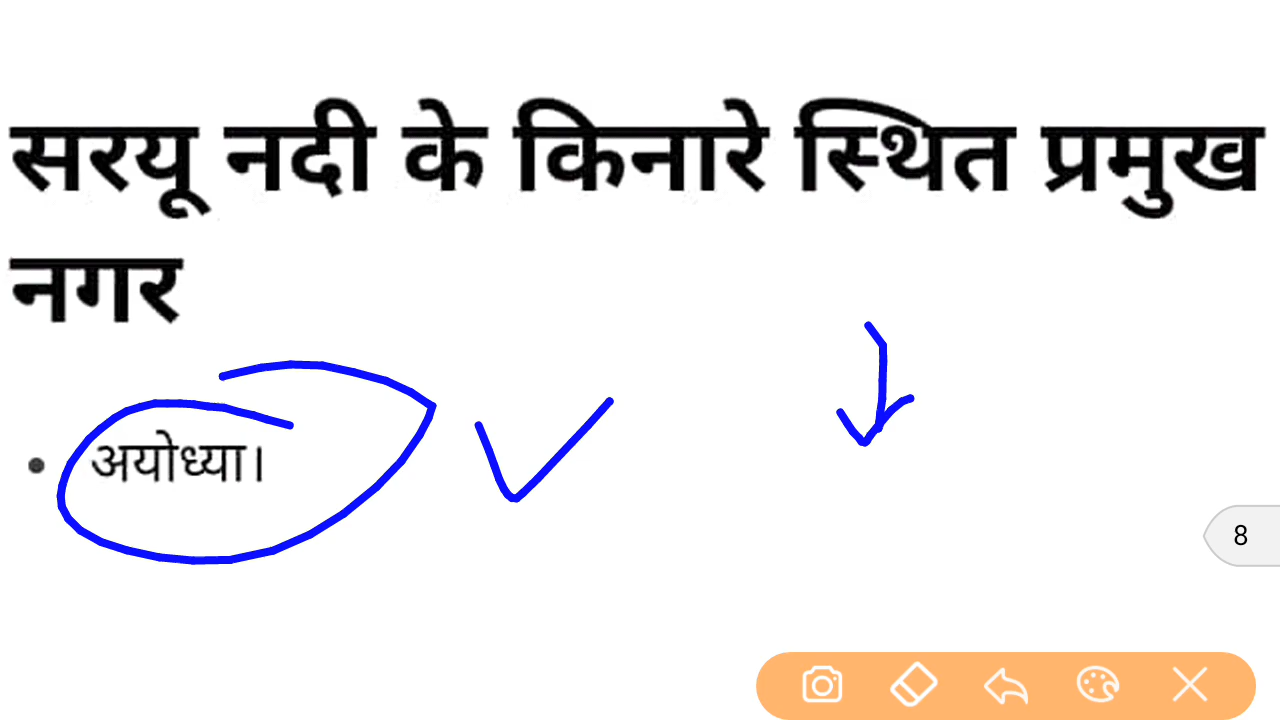 सरयू नदी के किनारे स्थित प्रमुख
नगर
• अयोध्या।
8